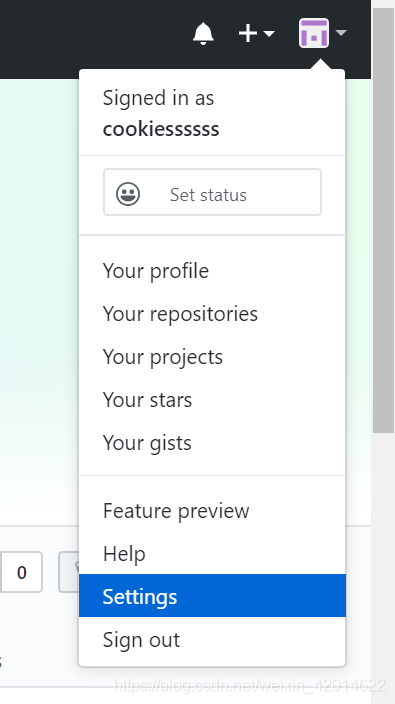 Signed in as
cookiessssss
Set status
Your profile
Your repositories
Your projects
Your stars
Your gists
Feature preview
Help
0
Settings
Sign out
s
https://blog.csdn.net/weixin_42014622